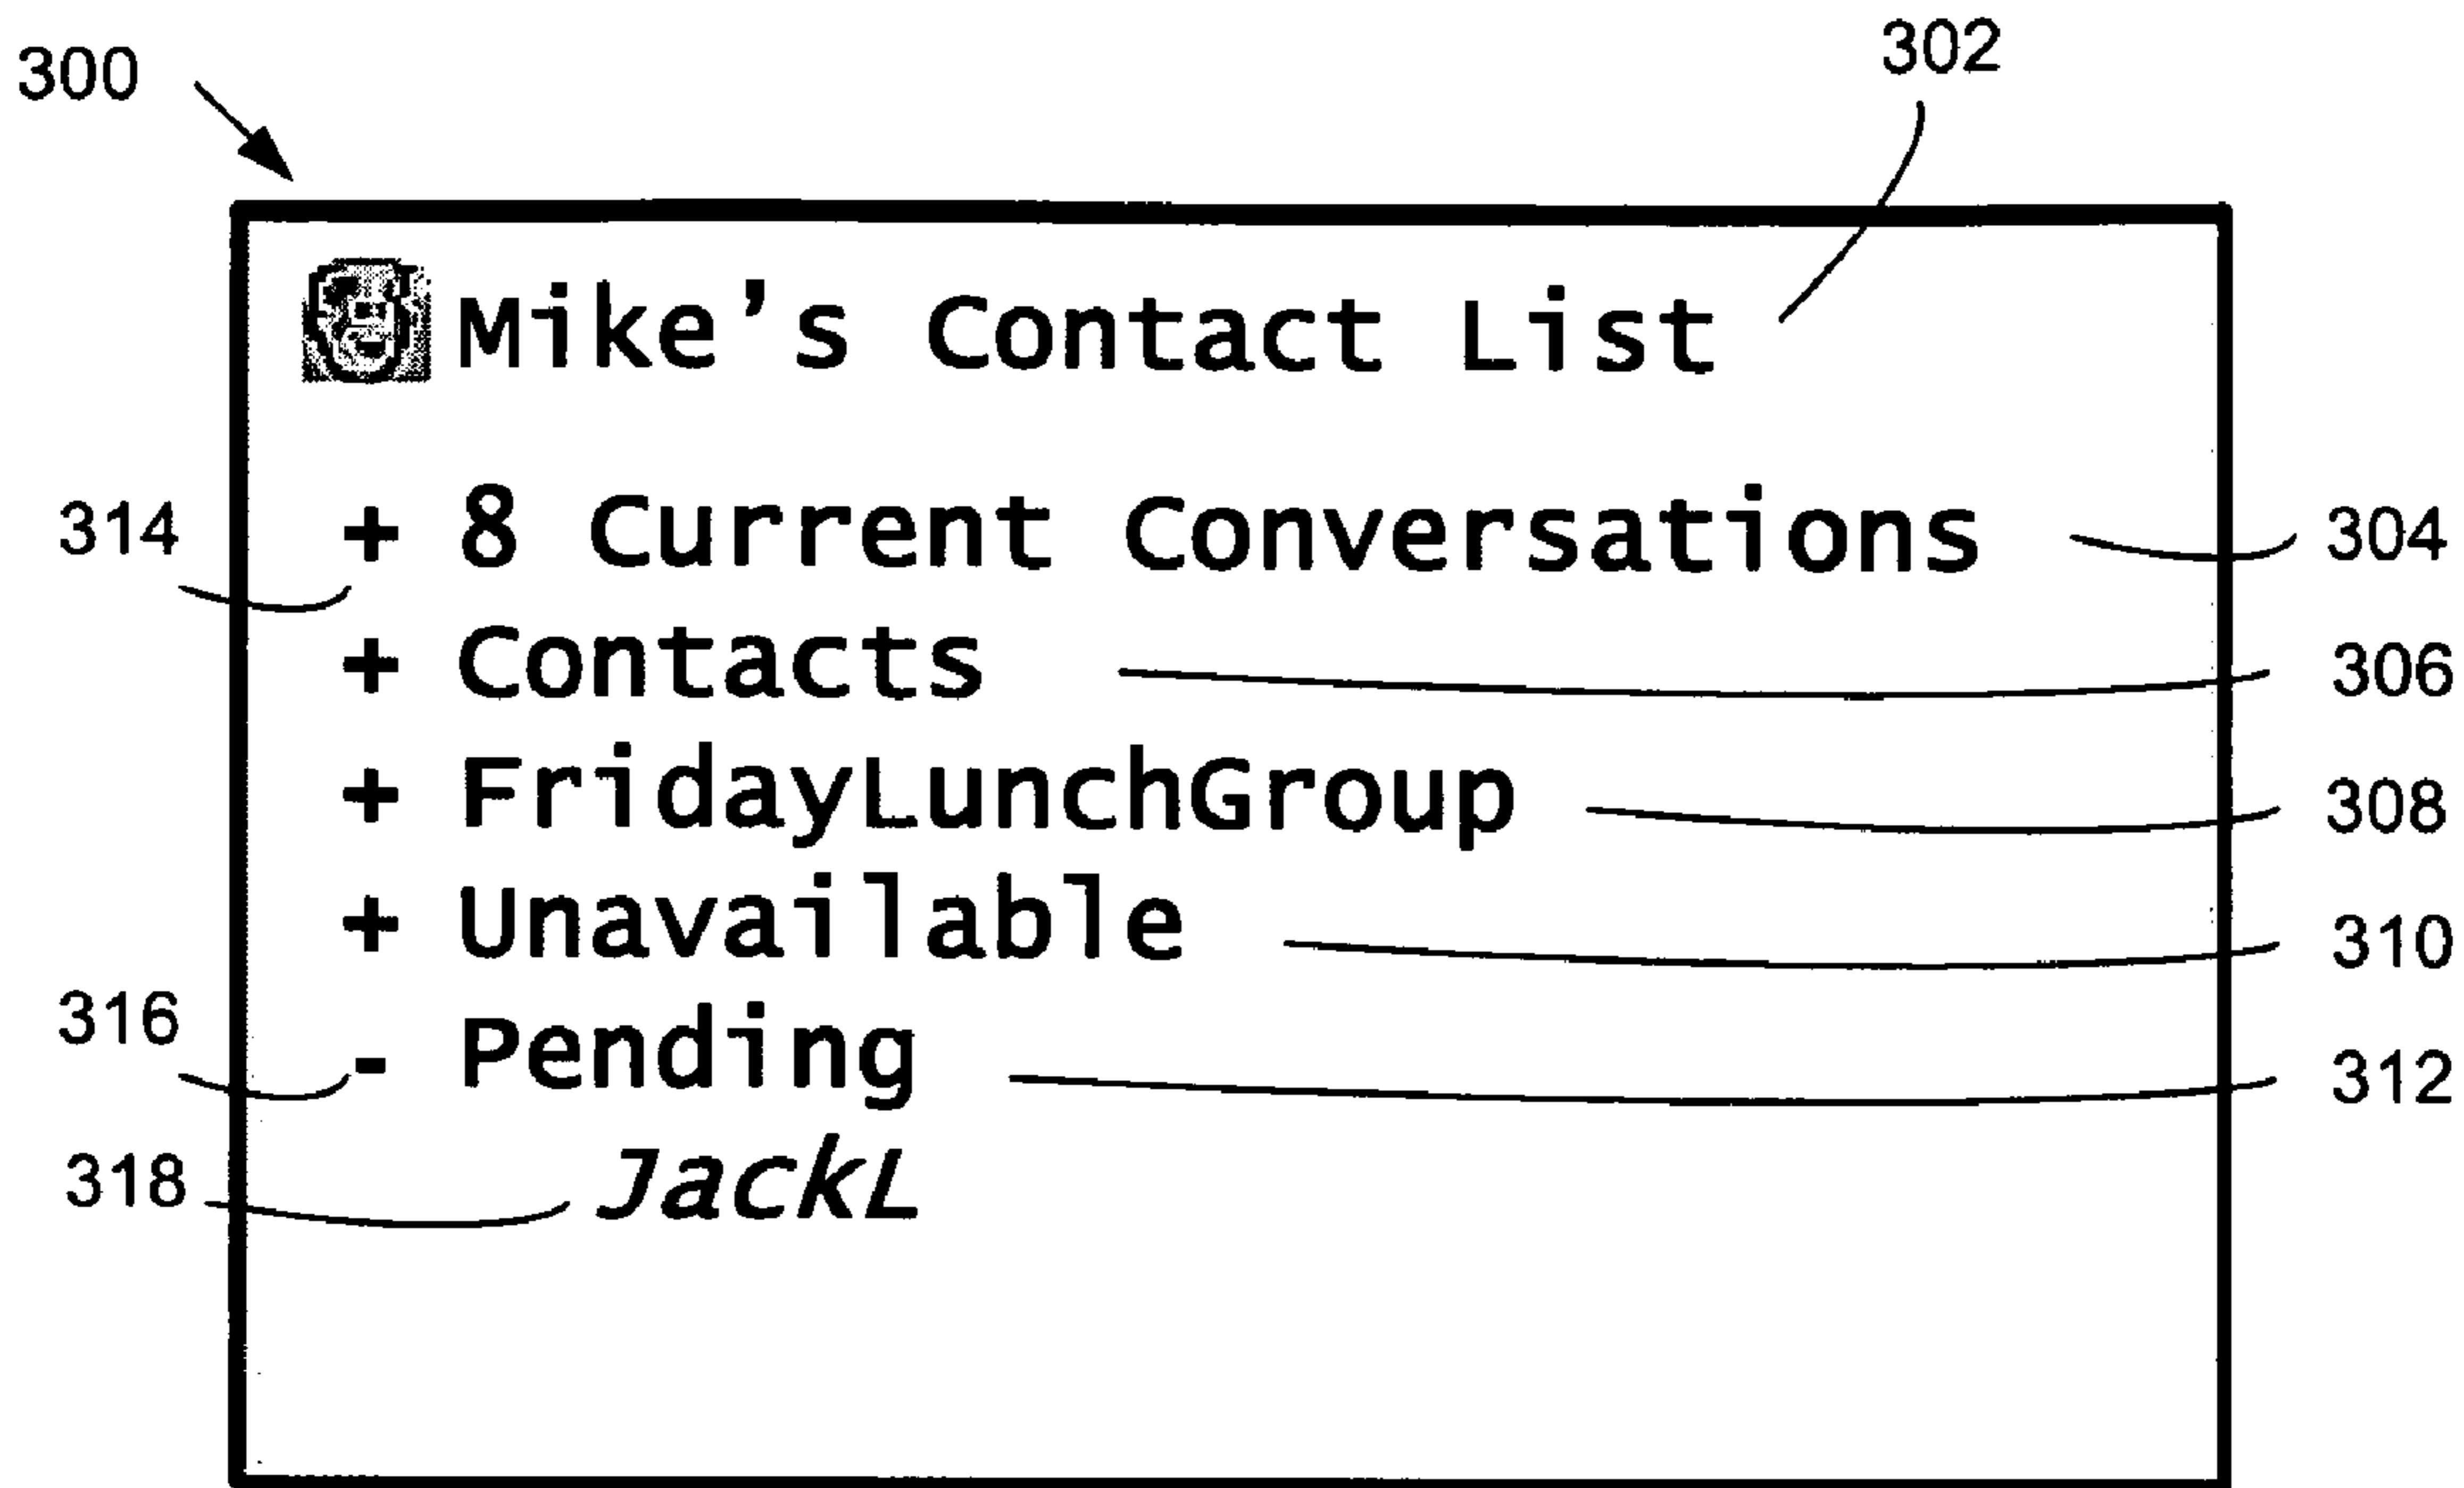 302
300
Mike's Contact List
314 + 8 Current Conversations 304
+ Contacts 306
+ FridayLunchGroup 308
+ Unavailable 310
316 - Pending 312
318 JackL